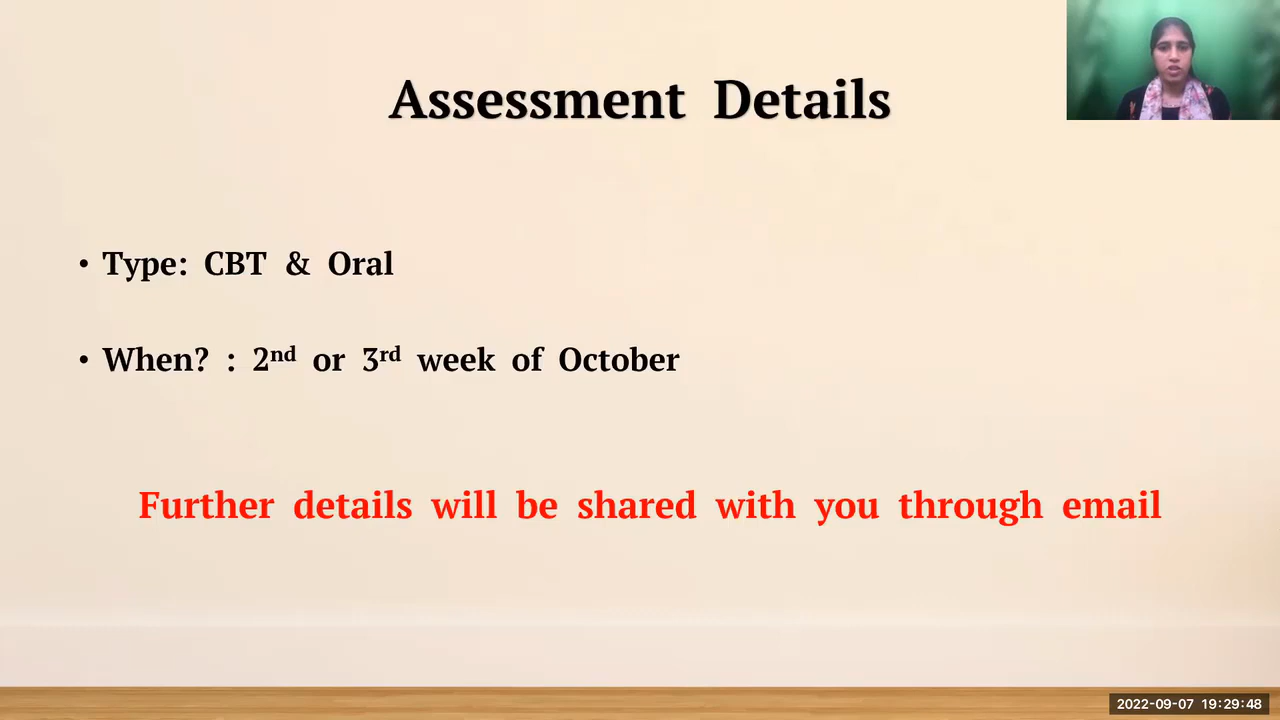 Assessment Details
• Type: CBT & Oral
• When? : 2nd or 3rd week of October
Further details will be shared with you through email
2022-09-07 19:29:48